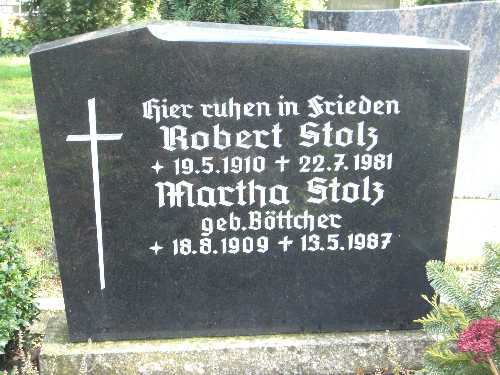 Hier ruhen in Frieden
Robert Stolz
+ 19.5.1910 + 22.7.1981
Martha Stolz
geb. Böttcher
+ 18.8.1909 + 13.5.1987